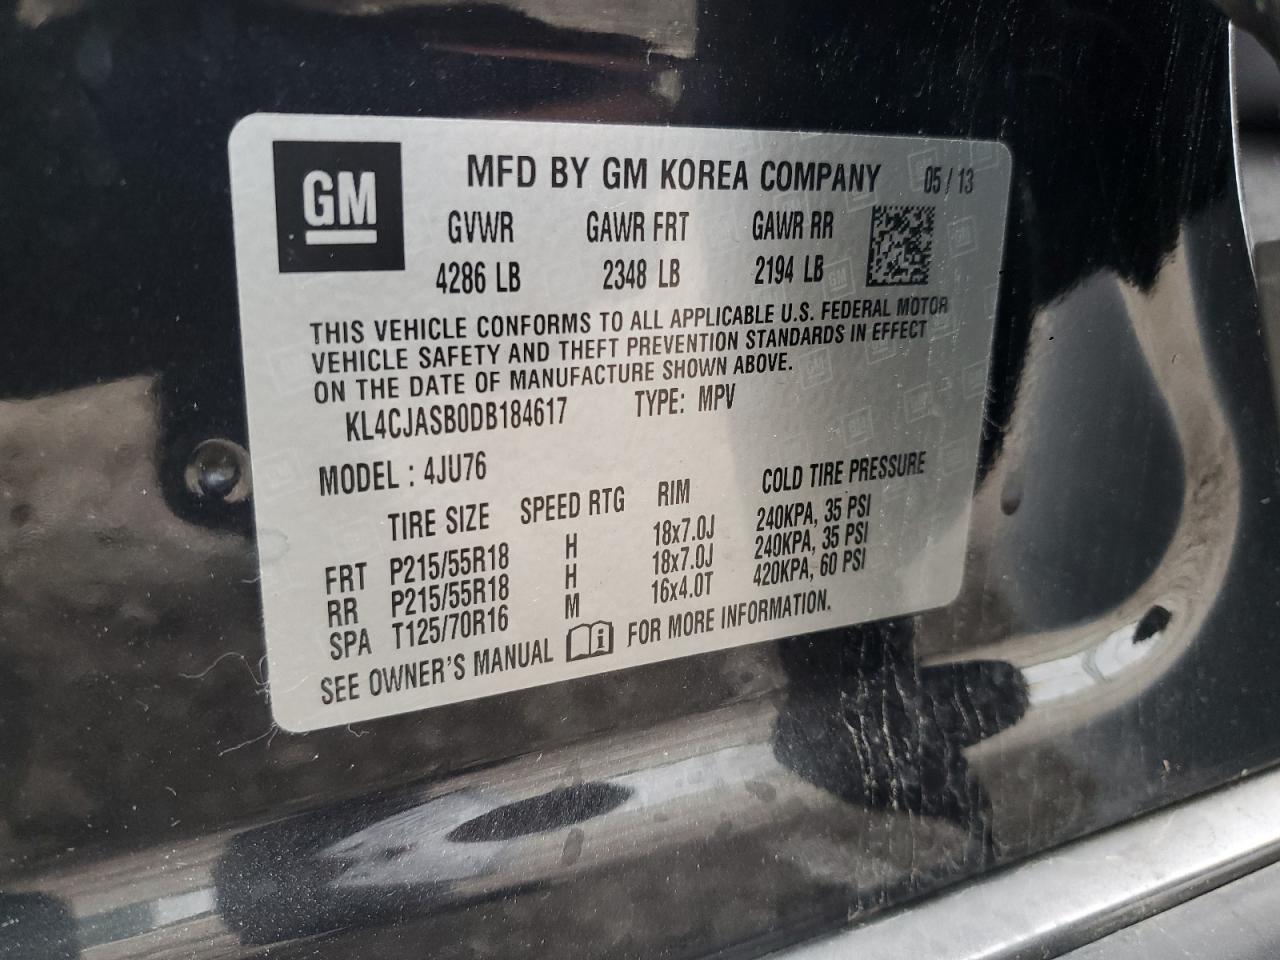 GM
MFD BY GM KOREA COMPANY 05 / 13
GVWR GAWR FRT GAWR RR
4286 LB 2348 LB 2194 LB
THIS VEHICLE CONFORMS TO ALL APPLICABLE U.S. FEDERAL MOTOR
VEHICLE SAFETY AND THEFT PREVENTION STANDARDS IN EFFECT
ON THE DATE OF MANUFACTURE SHOWN ABOVE.
KL4CJASB0DB184617 TYPE: MPV
MODEL : 4JU76
TIRE SIZE SPEED RTG RIM COLD TIRE PRESSURE
FRT P215/55R18 H 18x7.0J 240KPA, 35 PSI
RR P215/55R18 H 18x7.0J 240KPA, 35 PSI
SPA T125/70R16 M 16x4.0T 420KPA, 60 PSI
SEE OWNER'S MANUAL FOR MORE INFORMATION.